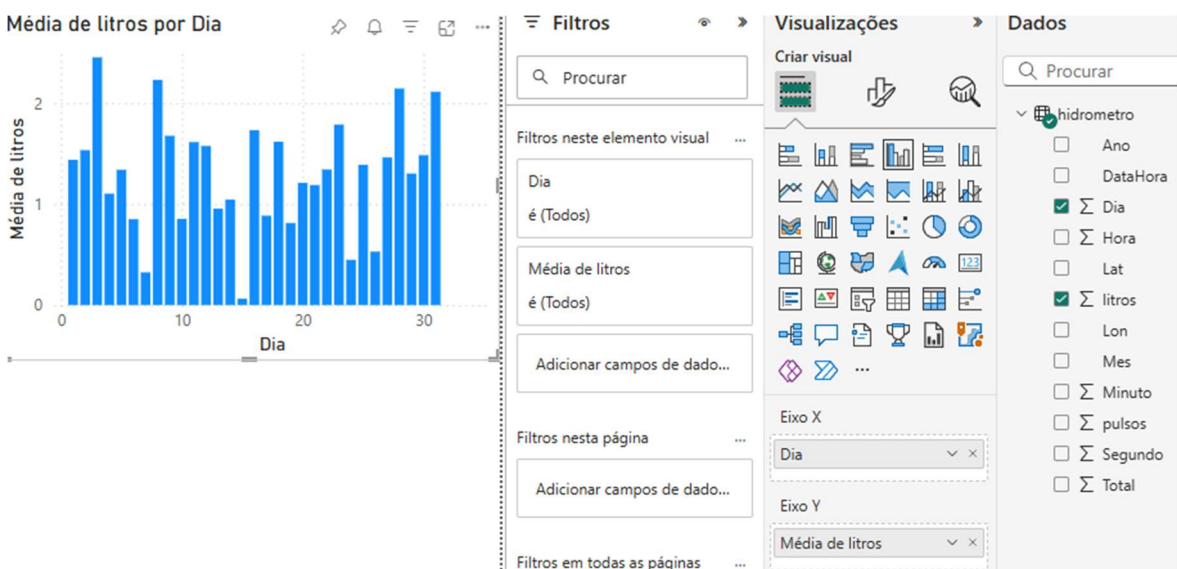 Média de litros por Dia
Média de litros
2
1
0
0 10 20 30
Dia
Filtros
Procurar
Filtros neste elemento visual
Dia
é (Todos)
Média de litros
é (Todos)
Adicionar campos de dado...
Filtros nesta página
Adicionar campos de dado...
Filtros em todas as páginas
Visualizações
Criar visual
123
Eixo X
Dia
Eixo Y
Média de litros
Dados
Procurar
hidrometro
Ano
DataHora
Σ Dia
Σ Hora
Lat
Σ litros
Lon
Mes
Σ Minuto
Σ pulsos
Σ Segundo
Σ Total